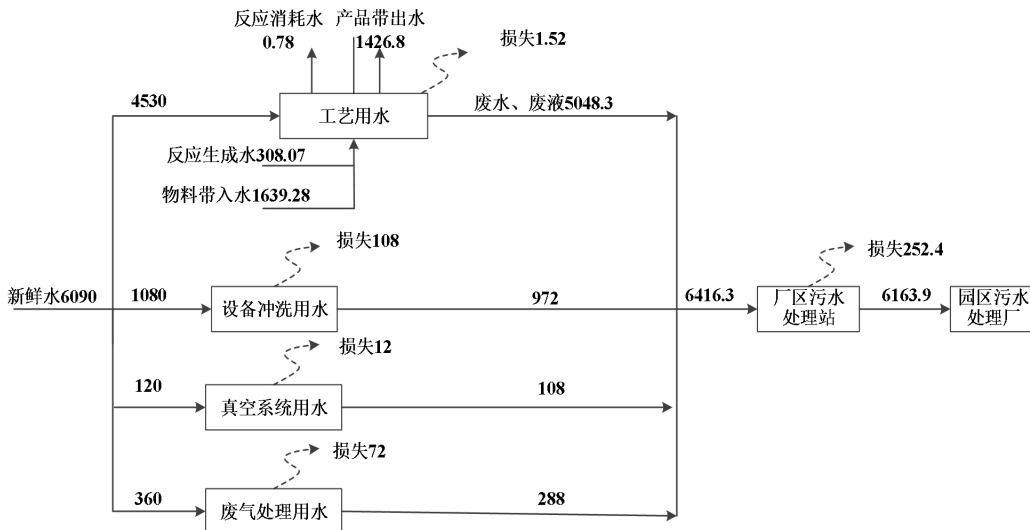 反应消耗水
0.78
产品带出水
1426.8
损失1.52
4530
工艺用水
废水、废液5048.3
反应生成水308.07
物料带入水1639.28
损失108
新鲜水6090
1080
设备冲洗用水
972
6416.3
损失252.4
厂区污水
处理站
6163.9
园区污水
处理厂
损失12
120
真空系统用水
108
损失72
360
废气处理用水
288